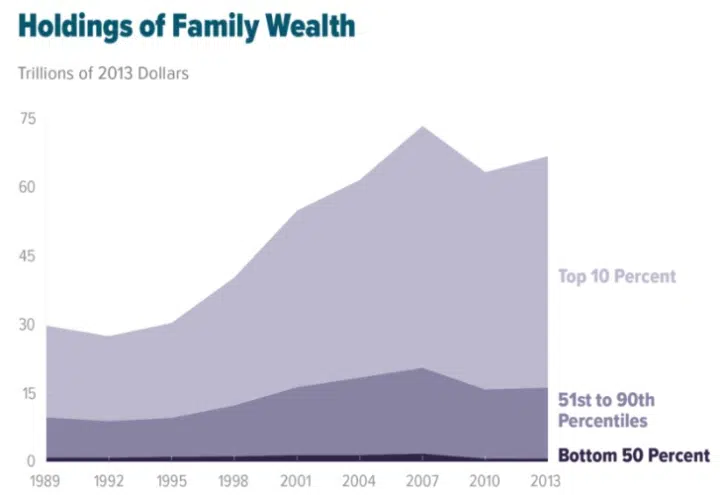 Holdings of Family Wealth
Trillions of 2013 Dollars
75
60
45
30
15
0
Top 10 Percent
51st to 90th
Percentiles
Bottom 50 Percent
1989 1992 1995 1998 2001 2004 2007 2010 2013